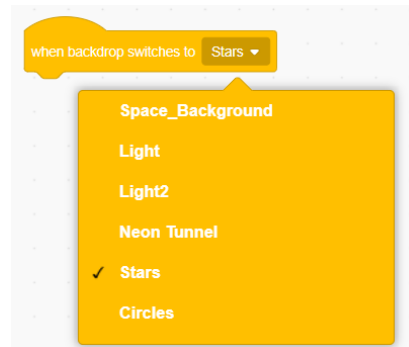 when backdrop switches to Stars
Space_Background
Light
Light2
Neon Tunnel
Stars
Circles